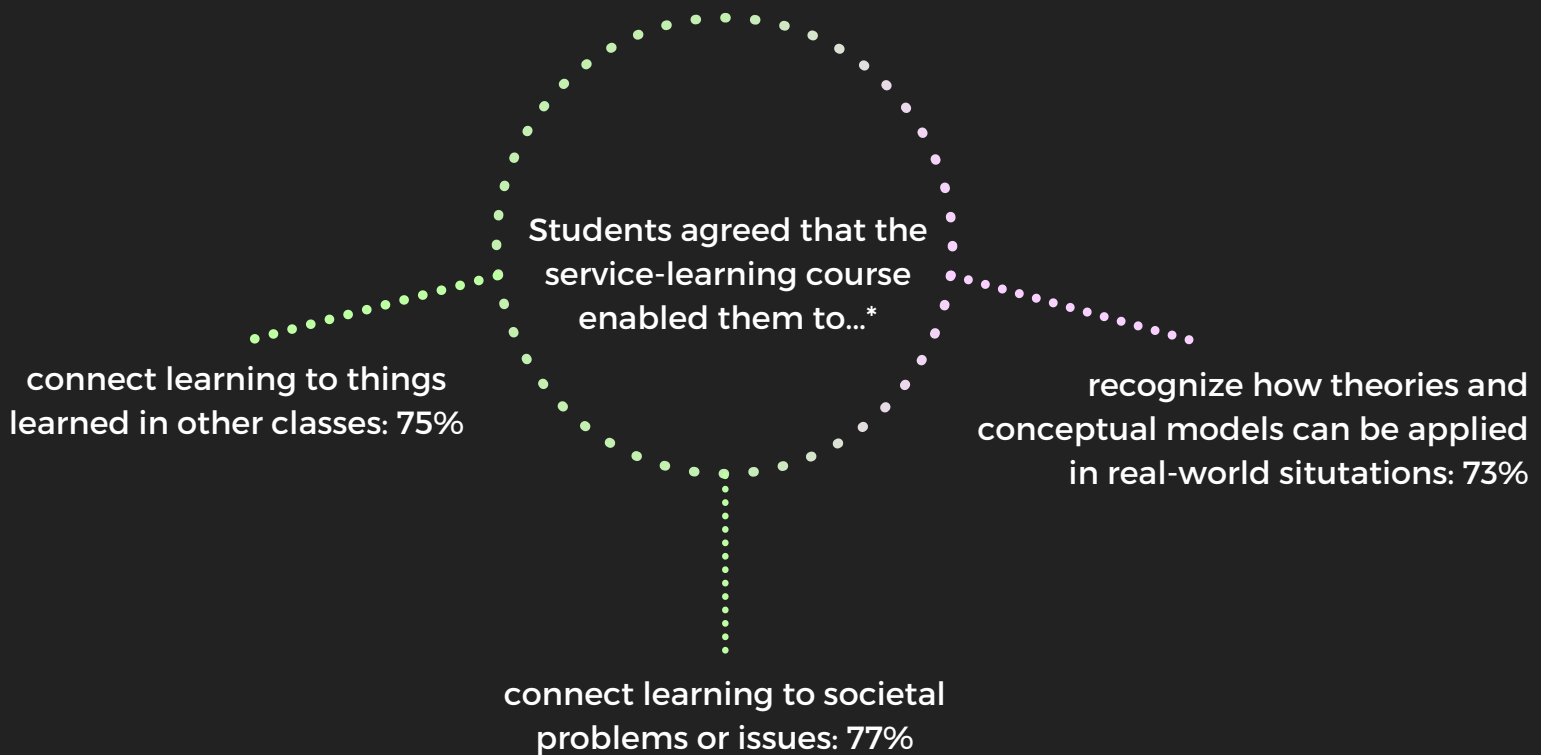 Students agreed that the
service-learning course
enabled them to...*
connect learning to things
learned in other classes: 75%
recognize how theories and
conceptual models can be applied
in real-world situtations: 73%
connect learning to societal
problems or issues: 77%